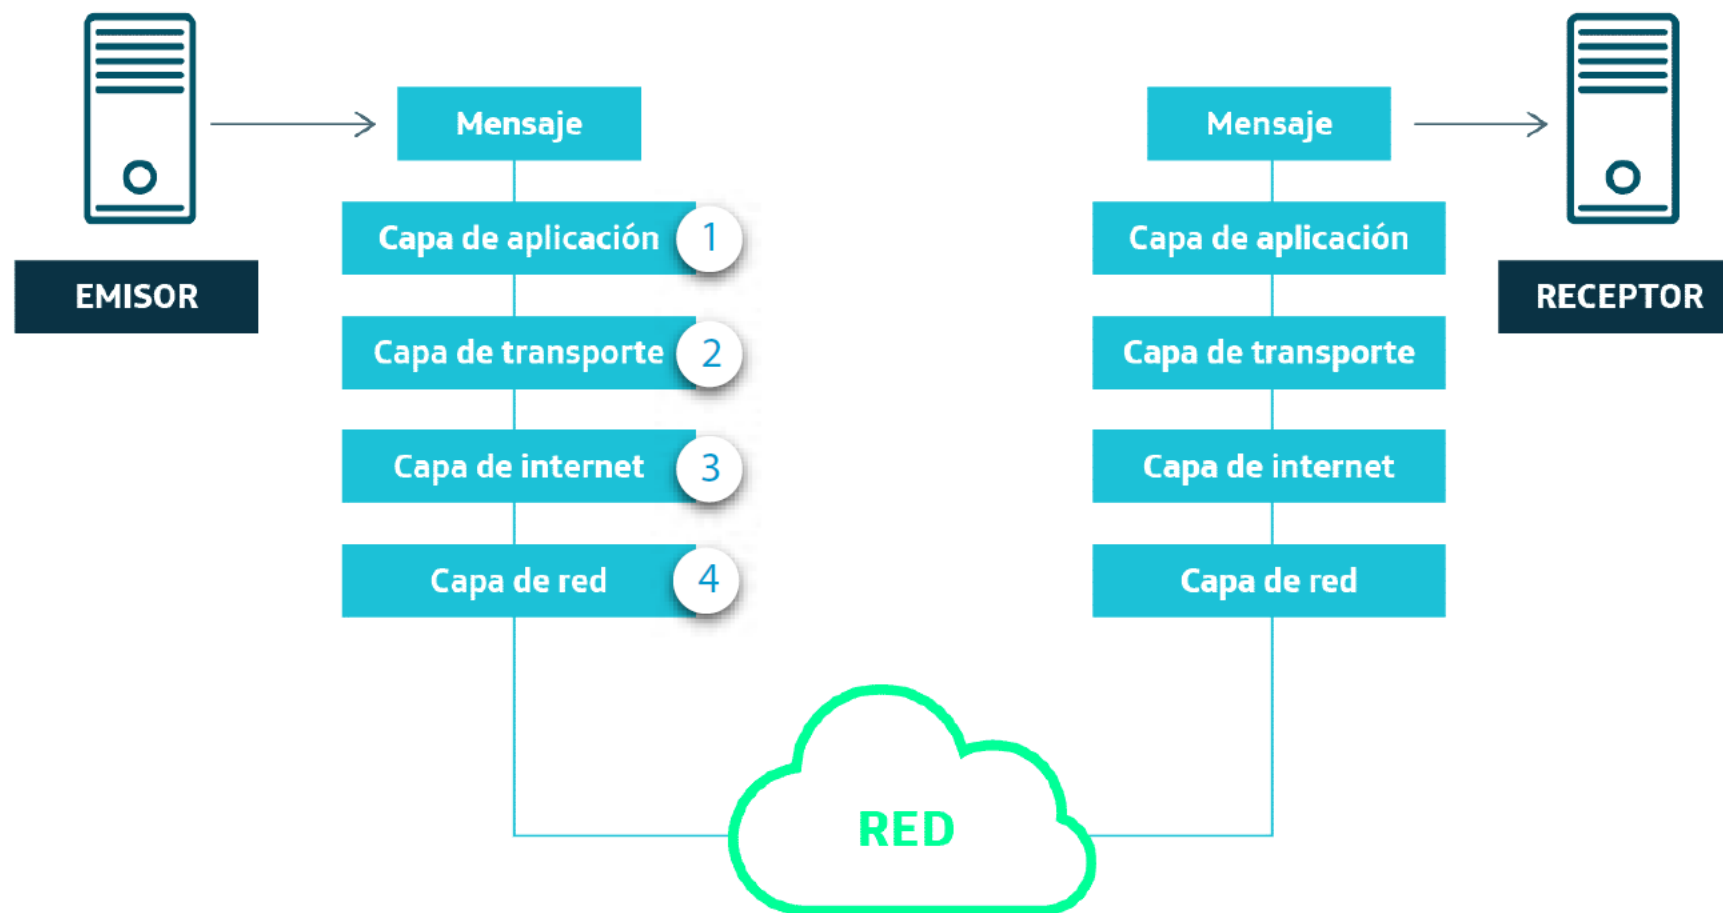 Mensaje
Capa de aplicación 1
Capa de transporte 2
Capa de internet 3
Capa de red 4
EMISOR
Mensaje
Capa de aplicación
Capa de transporte
Capa de internet
Capa de red
RECEPTOR
RED